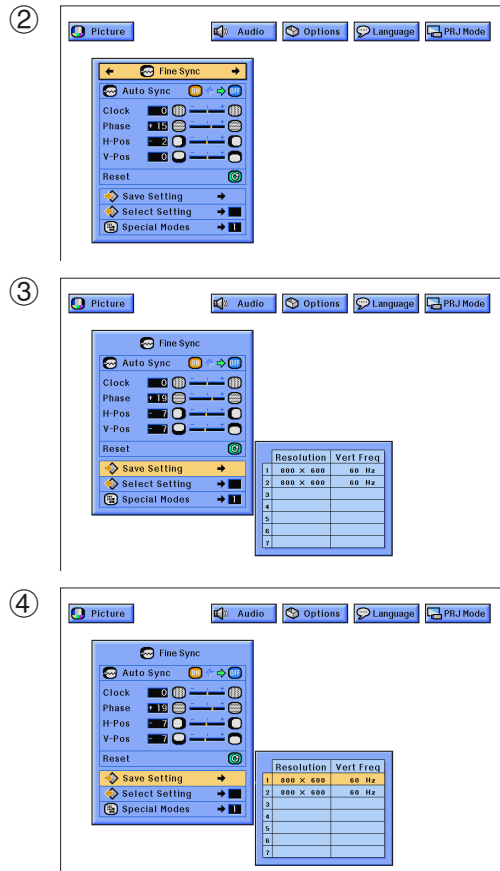 ②
Picture Audio Options Language PRJ Mode
Fine Sync
Auto Sync ON OFF
Clock 0 - +
Phase + 15 - +
H-Pos - 2 - +
V-Pos 0 - +
Reset
Save Setting
Select Setting
Special Modes 1
③
Picture Audio Options Language PRJ Mode
Fine Sync
Auto Sync ON OFF
Clock 0 - +
Phase + 19 - +
H-Pos - 7 - +
V-Pos - 7 - +
Reset
Save Setting
Select Setting
Special Modes 1
Resolution Vert Freq
1 800 × 600 60 Hz
2 800 × 600 60 Hz
3
4
5
6
7
④
Picture Audio Options Language PRJ Mode
Fine Sync
Auto Sync ON OFF
Clock 0 - +
Phase + 19 - +
H-Pos - 7 - +
V-Pos - 7 - +
Reset
Save Setting
Select Setting
Special Modes 1
Resolution Vert Freq
1 800 × 600 60 Hz
2 800 × 600 60 Hz
3
4
5
6
7